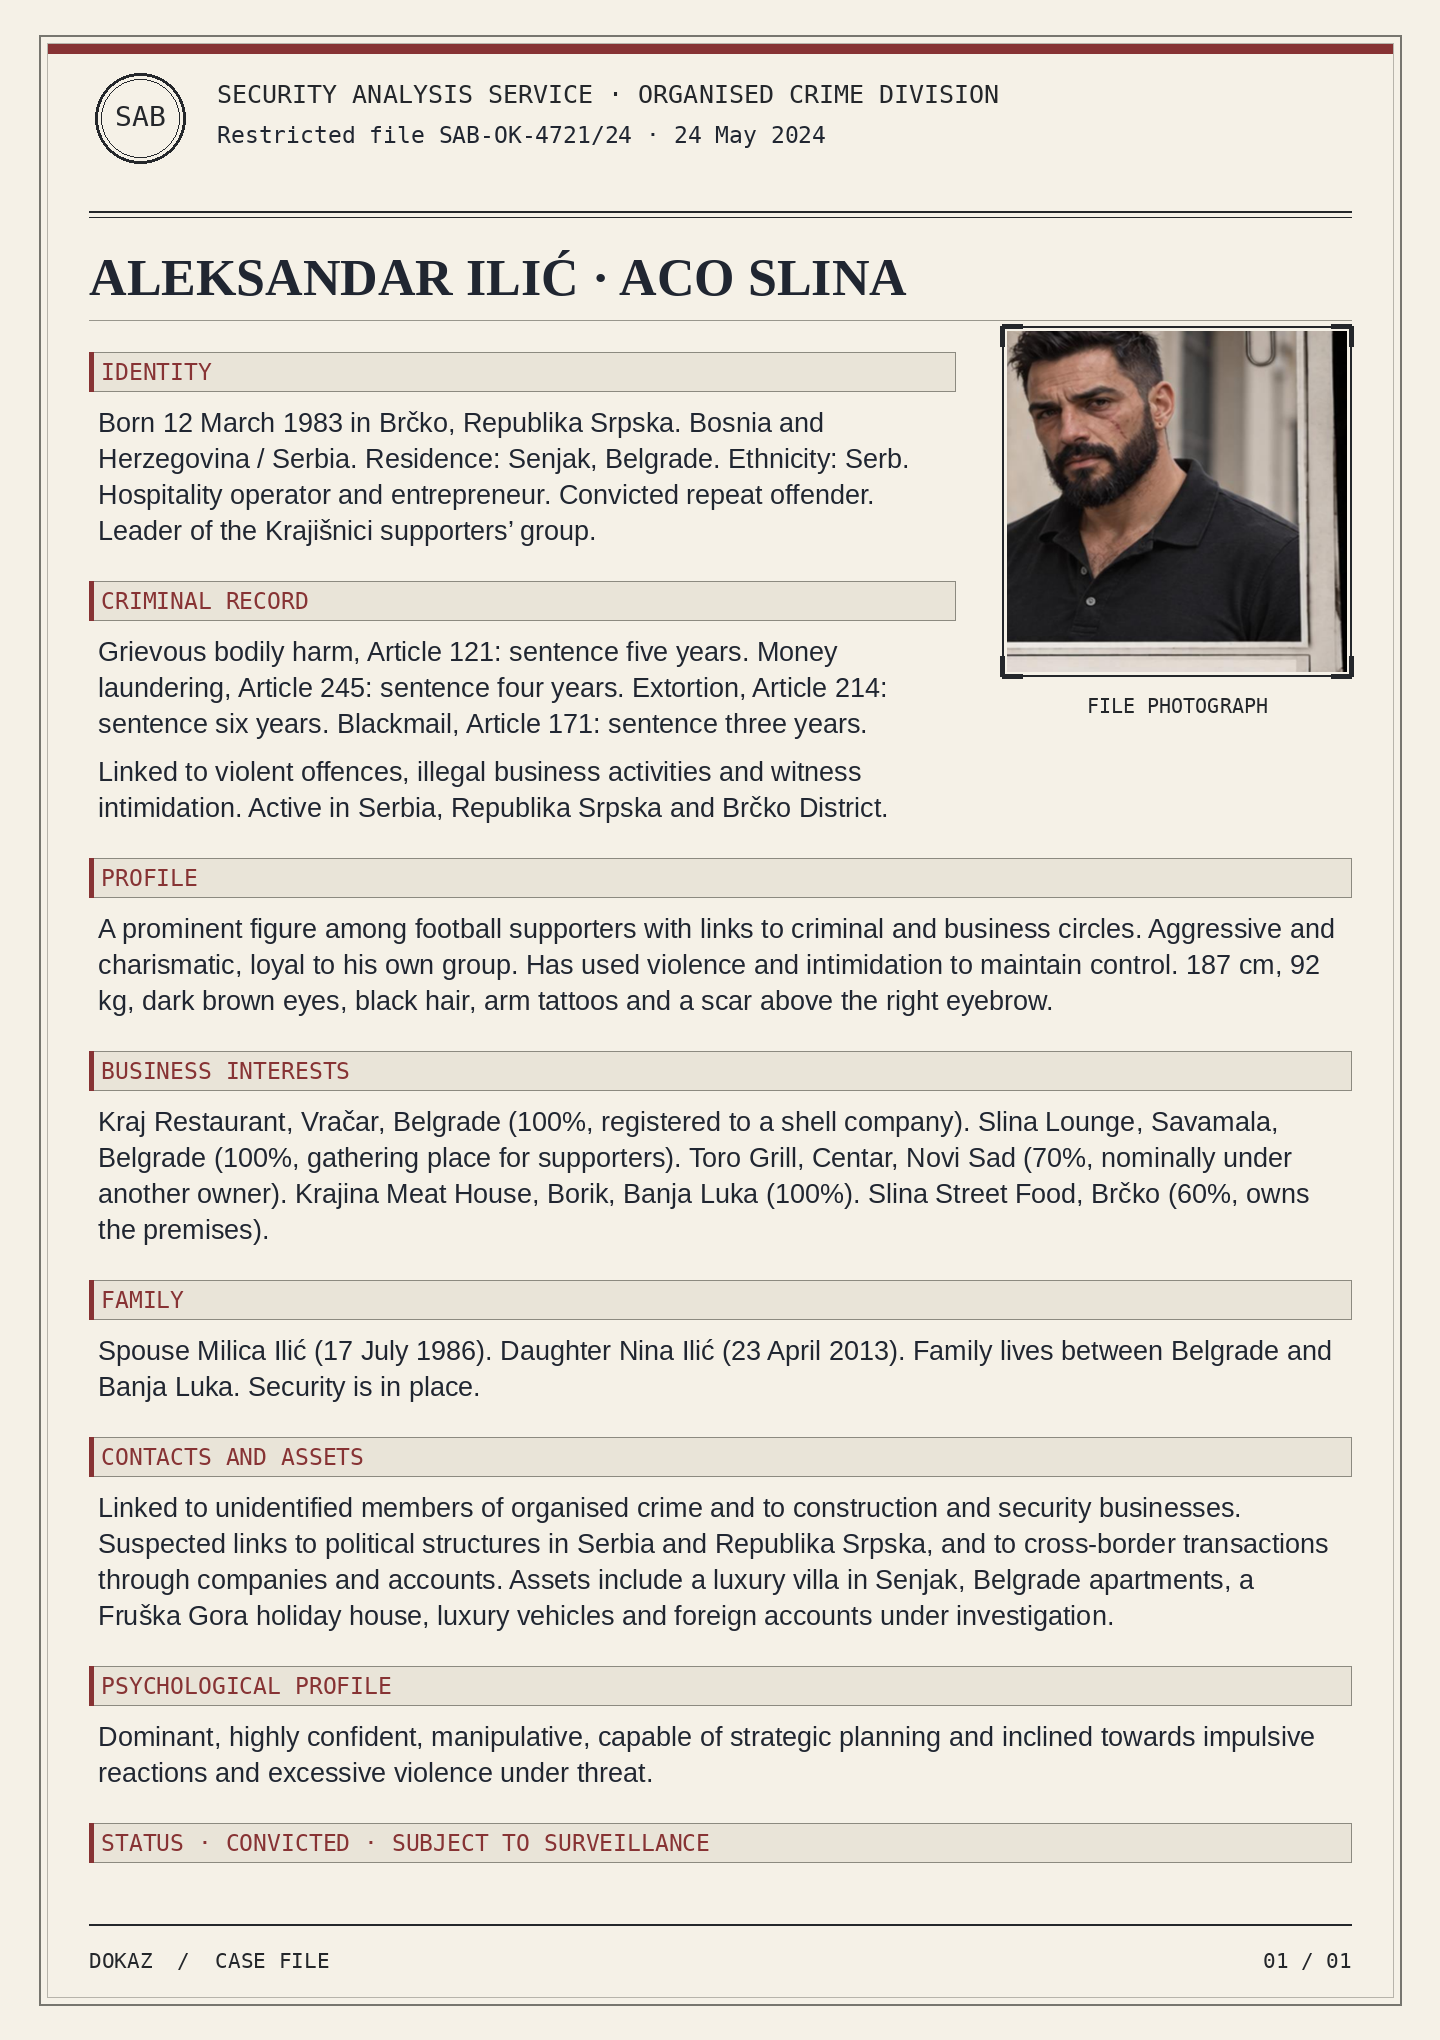 SAB
SECURITY ANALYSIS SERVICE · ORGANISED CRIME DIVISION
Restricted file SAB-OK-4721/24 · 24 May 2024
ALEKSANDAR ILIĆ · ACO SLINA
IDENTITY
Born 12 March 1983 in Brčko, Republika Srpska. Bosnia and
Herzegovina / Serbia. Residence: Senjak, Belgrade. Ethnicity: Serb.
Hospitality operator and entrepreneur. Convicted repeat offender.
Leader of the Krajišnici supporters’ group.
FILE PHOTOGRAPH
CRIMINAL RECORD
Grievous bodily harm, Article 121: sentence five years. Money
laundering, Article 245: sentence four years. Extortion, Article 214:
sentence six years. Blackmail, Article 171: sentence three years.
Linked to violent offences, illegal business activities and witness
intimidation. Active in Serbia, Republika Srpska and Brčko District.
PROFILE
A prominent figure among football supporters with links to criminal and business circles. Aggressive and
charismatic, loyal to his own group. Has used violence and intimidation to maintain control. 187 cm, 92
kg, dark brown eyes, black hair, arm tattoos and a scar above the right eyebrow.
BUSINESS INTERESTS
Kraj Restaurant, Vračar, Belgrade (100%, registered to a shell company). Slina Lounge, Savamala,
Belgrade (100%, gathering place for supporters). Toro Grill, Centar, Novi Sad (70%, nominally under
another owner). Krajina Meat House, Borik, Banja Luka (100%). Slina Street Food, Brčko (60%, owns
the premises).
FAMILY
Spouse Milica Ilić (17 July 1986). Daughter Nina Ilić (23 April 2013). Family lives between Belgrade and
Banja Luka. Security is in place.
CONTACTS AND ASSETS
Linked to unidentified members of organised crime and to construction and security businesses.
Suspected links to political structures in Serbia and Republika Srpska, and to cross-border transactions
through companies and accounts. Assets include a luxury villa in Senjak, Belgrade apartments, a
Fruška Gora holiday house, luxury vehicles and foreign accounts under investigation.
PSYCHOLOGICAL PROFILE
Dominant, highly confident, manipulative, capable of strategic planning and inclined towards impulsive
reactions and excessive violence under threat.
STATUS · CONVICTED · SUBJECT TO SURVEILLANCE
DOKAZ / CASE FILE
01 / 01